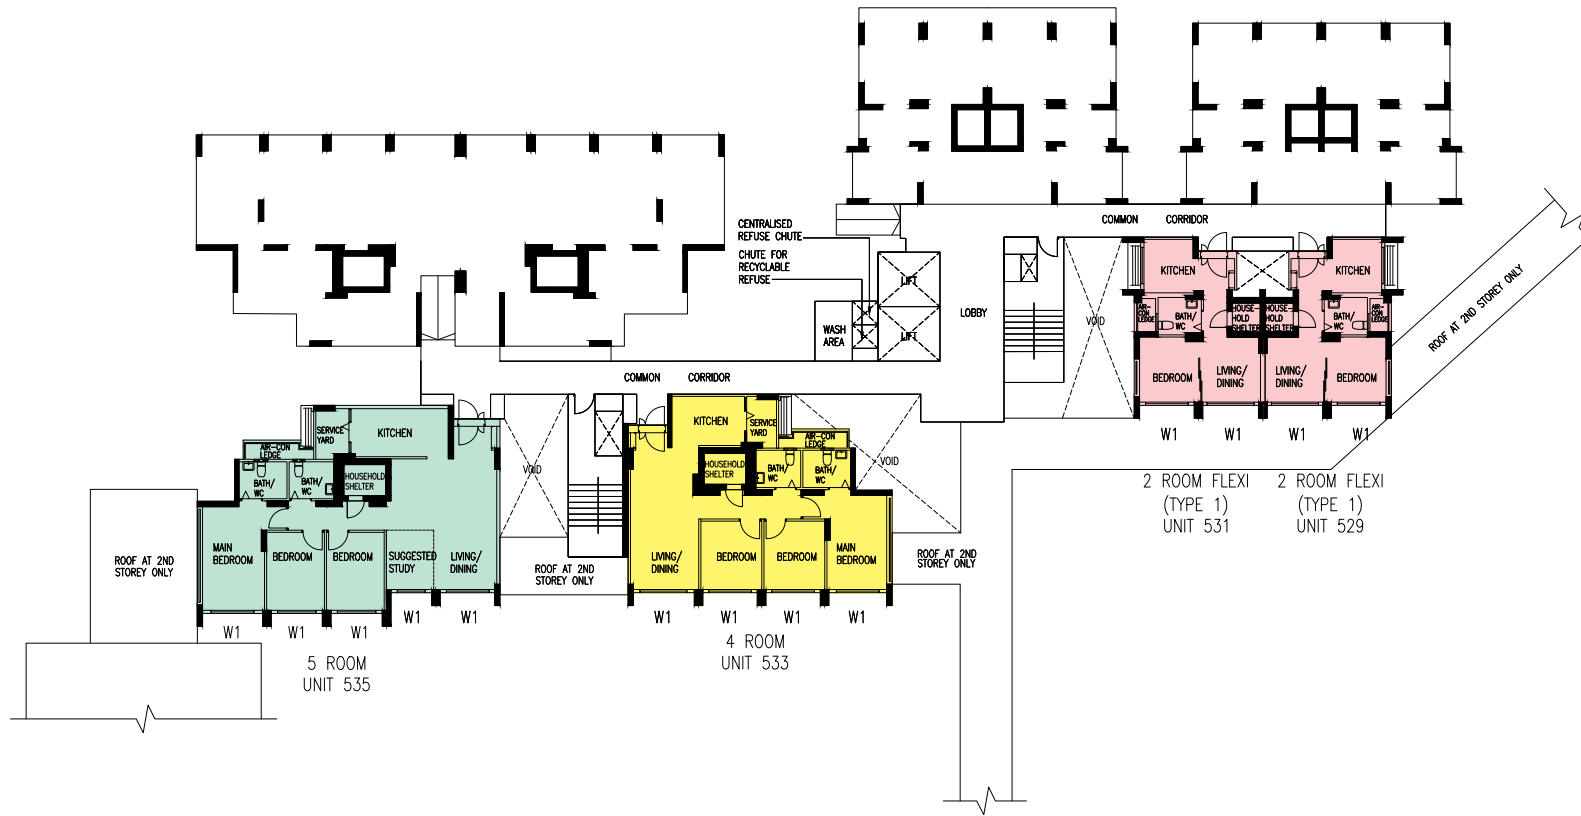 COMMON CORRIDOR
CENTRALISED
REFUSE CHUTE
CHUTE FOR
RECYCLABLE
REFUSE
LIFT
LIFT
WASH
AREA
LOBBY
VOID
COMMON CORRIDOR
ROOF AT 2ND STOREY ONLY
KITCHEN
AIR-
CON
LEDGE
BATH/
WC
HOUSE-
HOLD
SHELTER
BEDROOM
LIVING/
DINING
W1
W1
2 ROOM FLEXI
(TYPE 1)
UNIT 531
KITCHEN
HOUSE-
HOLD
SHELTER
BATH/
WC
AIR-
CON
LEDGE
LIVING/
DINING
BEDROOM
W1
W1
2 ROOM FLEXI
(TYPE 1)
UNIT 529
SERVICE
YARD
KITCHEN
AIR-CON
LEDGE
BATH/
WC
BATH/
WC
HOUSEHOLD
SHELTER
MAIN
BEDROOM
BEDROOM
BEDROOM
SUGGESTED
STUDY
LIVING/
DINING
W1
W1
W1
W1
W1
5 ROOM
UNIT 535
ROOF AT 2ND
STOREY ONLY
VOID
ROOF AT 2ND
STOREY ONLY
KITCHEN
SERVICE
YARD
AIR-CON
LEDGE
HOUSEHOLD
SHELTER
BATH/
WC
BATH/
WC
VOID
LIVING/
DINING
BEDROOM
BEDROOM
MAIN
BEDROOM
W1
W1
W1
W1
4 ROOM
UNIT 533
ROOF AT 2ND
STOREY ONLY